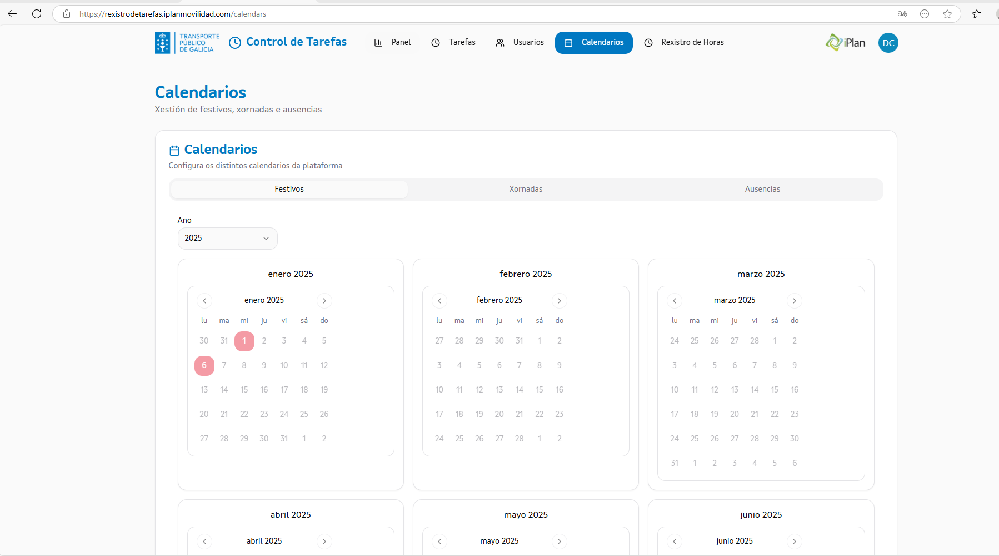 https://rexistrodetarefas.iplanmovilidad.com/calendars
aあ
TRANSPORTE
PÚBLICO
DE GALICIA
Control de Tarefas
Panel
Tarefas
Usuarios
Calendarios
Rexistro de Horas
iPlan
DC
Calendarios
Xestión de festivos, xornadas e ausencias
Calendarios
Configura os distintos calendarios da plataforma
Festivos
Xornadas
Ausencias
Ano
2025
enero 2025
enero 2025
lu ma mi ju vi sá do
30 31 1 2 3 4 5
6 7 8 9 10 11 12
13 14 15 16 17 18 19
20 21 22 23 24 25 26
27 28 29 30 31 1 2
febrero 2025
febrero 2025
lu ma mi ju vi sá do
27 28 29 30 31 1 2
3 4 5 6 7 8 9
10 11 12 13 14 15 16
17 18 19 20 21 22 23
24 25 26 27 28 1 2
marzo 2025
marzo 2025
lu ma mi ju vi sá do
24 25 26 27 28 1 2
3 4 5 6 7 8 9
10 11 12 13 14 15 16
17 18 19 20 21 22 23
24 25 26 27 28 29 30
31 1 2 3 4 5 6
abril 2025
abril 2025
mayo 2025
mayo 2025
junio 2025
junio 2025